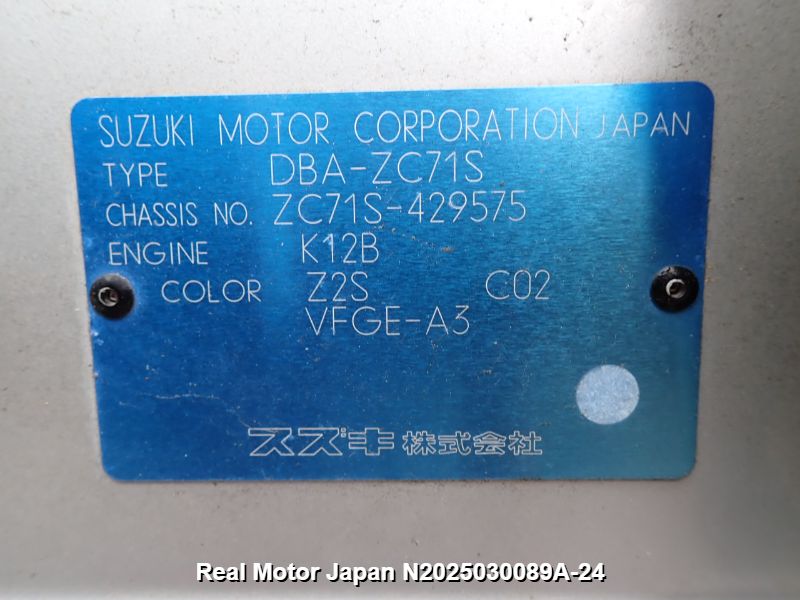 SUZUKI MOTOR CORPORATION JAPAN
TYPE DBA-ZC71S
CHASSIS NO. ZC71S-429575
ENGINE K12B
COLOR Z2S C02
VFGE-A3
スズキ株式会社
Real Motor Japan N2025030089A-24